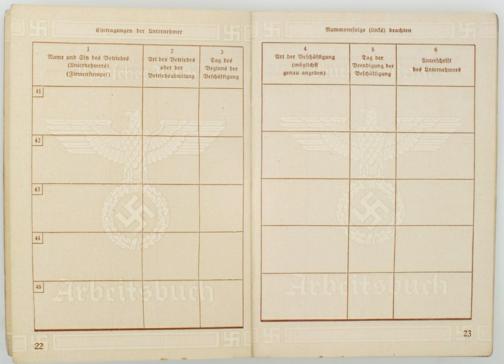 Eintragungen der Unternehmer
1
Name und Sitz des Betriebes
(Unternehmers)
(Firmenstempel)
2
Art des Betriebes
oder der
Betriebsabteilung
3
Tag des
Beginns der
Beschäftigung
41
42
43
44
45
Arbeitsbuch
22
Nummernfolge (links) beachten
4
Art der Beschäftigung
(möglichst
genau angeben)
5
Tag der
Beendigung der
Beschäftigung
6
Unterschrift
des Unternehmers
Arbeitsbuch
23